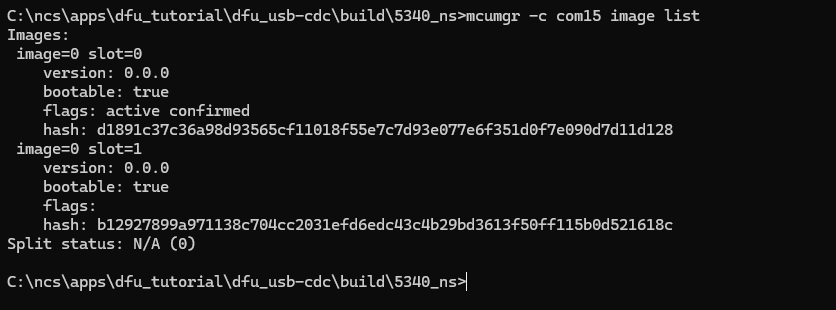 C:\ncs\apps\dfu_tutorial\dfu_usb-cdc\build\5340_ns>mcumgr -c com15 image list
Images:
 image=0 slot=0
    version: 0.0.0
    bootable: true
    flags: active confirmed
    hash: d1891c37c36a98d93565cf11018f55e7c7d93e077e6f351d0f7e090d7d11d128
 image=0 slot=1
    version: 0.0.0
    bootable: true
    flags:
    hash: b12927899a971138c704cc2031efd6edc43c4b29bd3613f50ff115b0d521618c
Split status: N/A (0)
C:\ncs\apps\dfu_tutorial\dfu_usb-cdc\build\5340_ns>